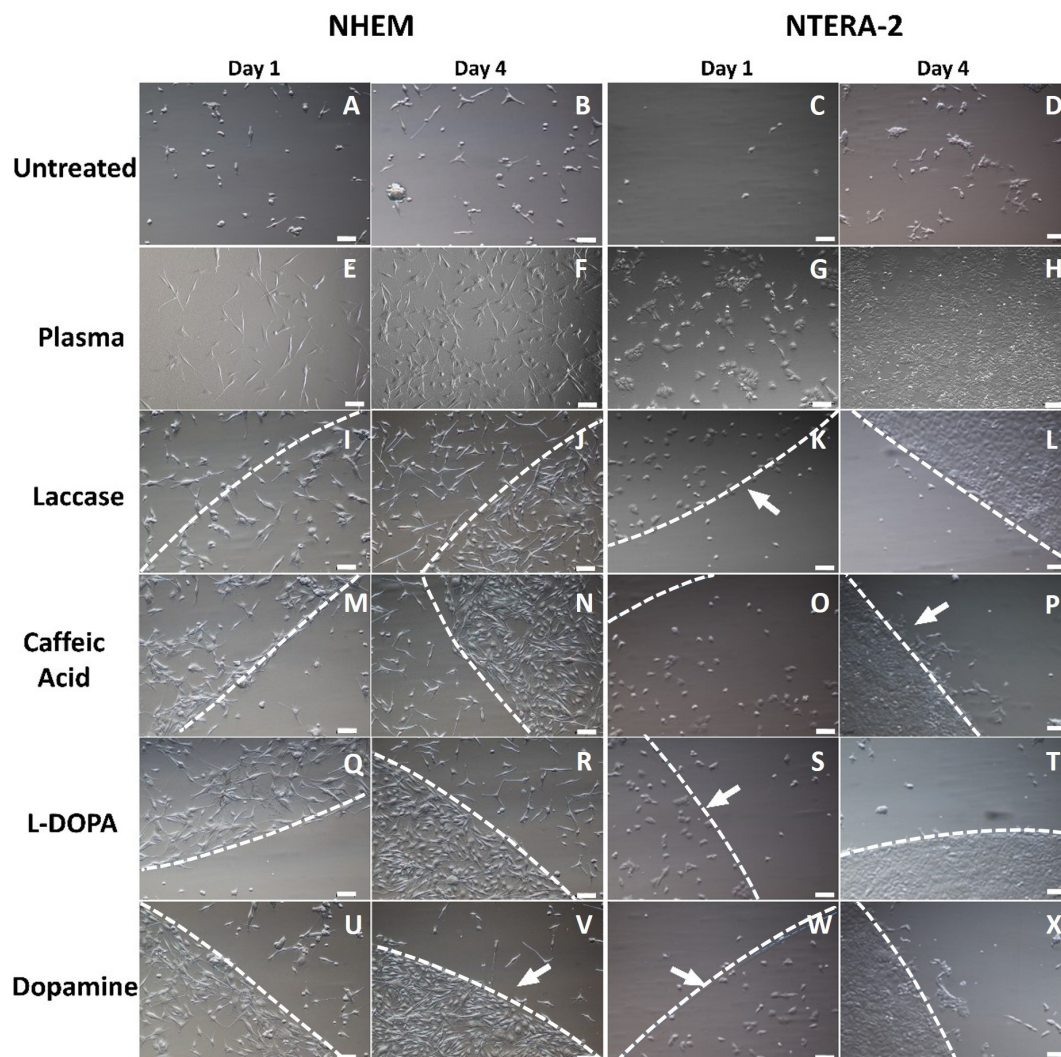 NHEM NTERA-2
Day 1 Day 4 Day 1 Day 4
Untreated A B C D
Plasma E F G H
Laccase I J K L
Caffeic
Acid M N O P
L-DOPA Q R S T
Dopamine U V W X